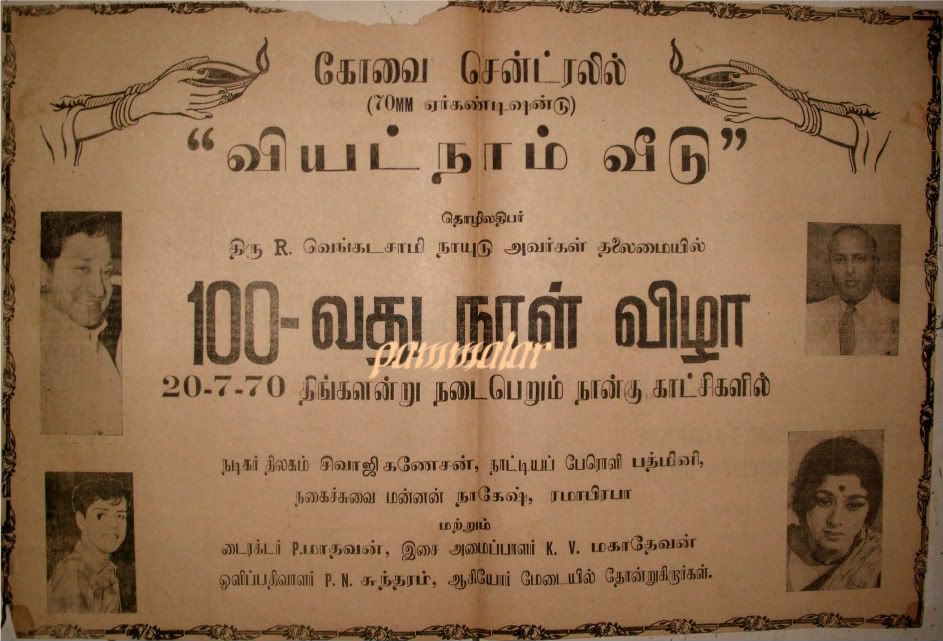 கோவை சென்ட்ரலில்
(70MM ஏர்கண்டிஷண்டு)
“வியட்நாம் வீடு”
தொழிலதிபர்
திரு R. வெங்கடசாமி நாயுடு அவர்கள் தலைமையில்
100-வது நாள் விழா
pammalar
20-7-70 திங்களன்று நடைபெறும் நான்கு காட்சிகளில்
நடிகர் திலகம் சிவாஜி கணேசன், நாட்டியப் பேரொளி பத்மினி,
நகைச்சுவை மன்னன் நாகேஷ், ரமாபிரபா
மற்றும்
டைரக்டர் P.மாதவன், இசை அமைப்பாளர் K. V. மகாதேவன்
ஒளிப்பதிவாளர் P. N. சுந்தரம், ஆகியோர் மேடையில் தோன்றுகிறார்கள்.